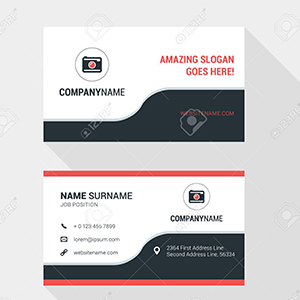 AMAZING SLOGAN
GOES HERE!
COMPANYNAME
WEBSITENAME.COM
NAME SURNAME
JOB POSITION
+ 0 123 456 7899
lorem@ipsum.com
websitename.com
COMPANYNAME
2364 First Address Line
Second Address Line, 56334